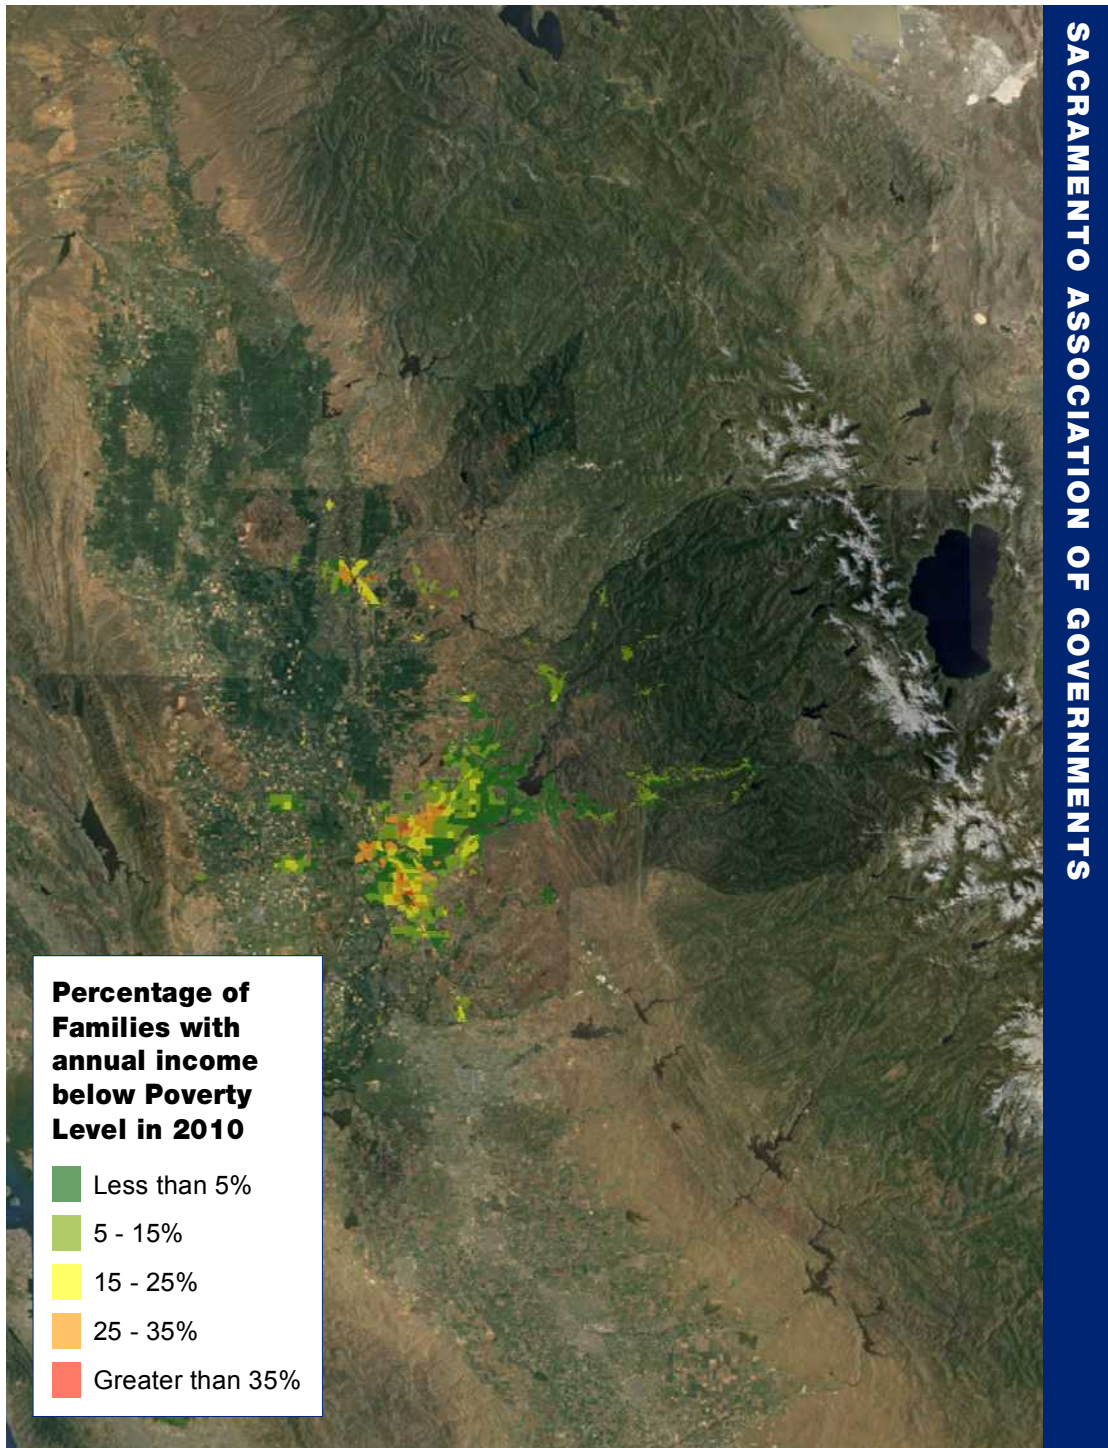 SACRAMENTO ASSOCIATION OF GOVERNMENTS
Percentage of
Families with
annual income
below Poverty
Level in 2010
Less than 5%
5 - 15%
15 - 25%
25 - 35%
Greater than 35%